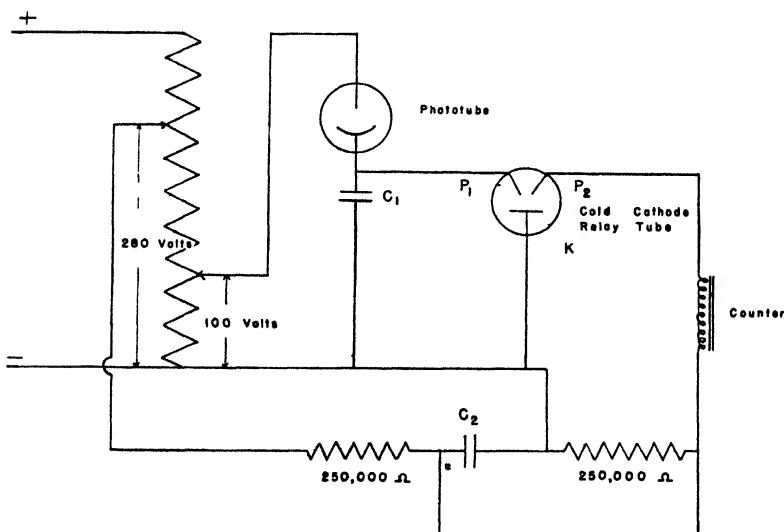 +
Phototube
P₁
P₂
C₁
Cold Cathode
Relay Tube
K
280 Volts
100 Volts
Counter
−
C₂
250,000 Ω
250,000 Ω